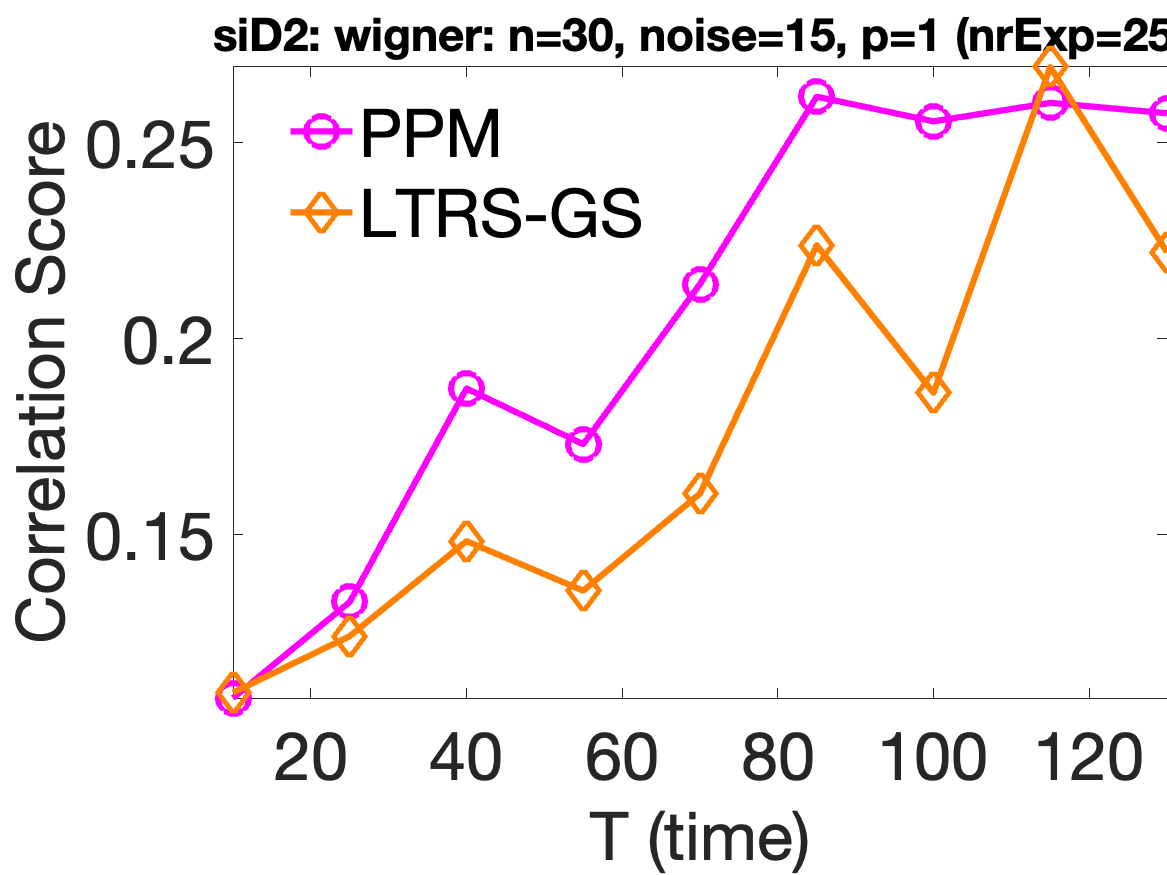 siD2: wigner: n=30, noise=15, p=1 (nrExp=25
PPM
LTRS-GS
Correlation Score
0.25
0.2
0.15
20 40 60 80 100 120
T (time)